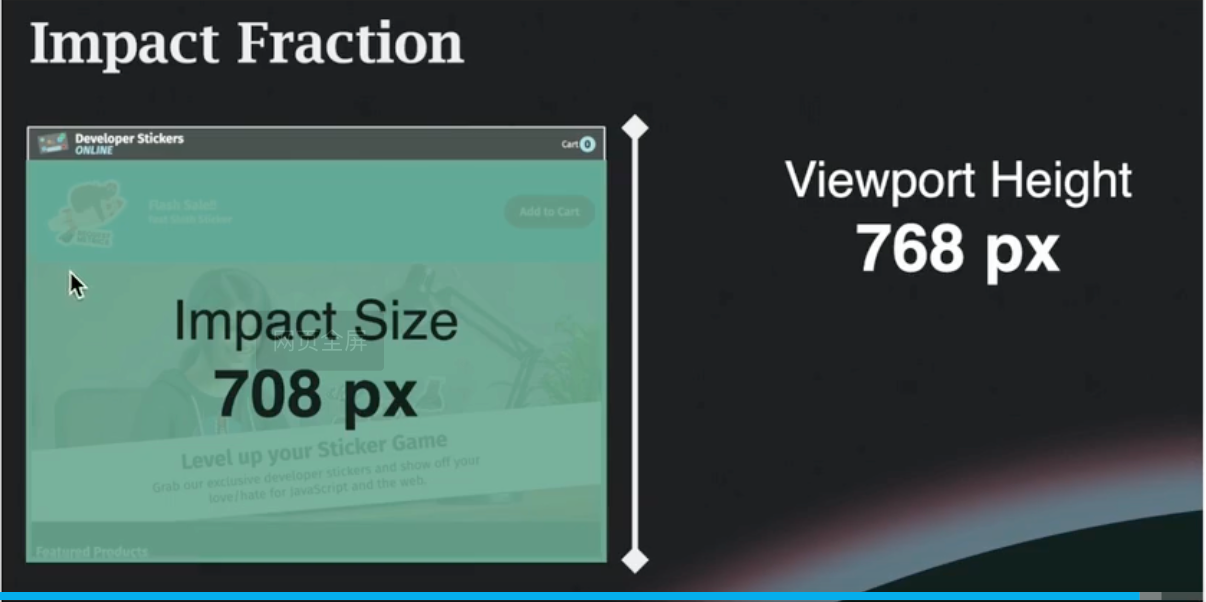 Impact Fraction
Developer Stickers
ONLINE
Cart 0
Flash Sale!!
Add to Cart
Viewport Height
768 px
Impact Size
网页全屏
708 px
Level up your Sticker Game
Grab our exclusive developer stickers and show off your
love/hate for JavaScript and the web.
Featured Products